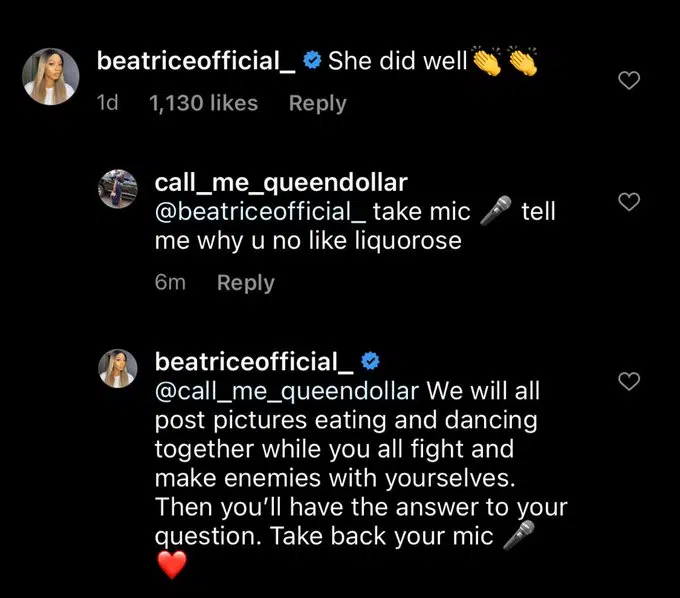 beatriceofficial_ She did well👏👏
1d 1,130 likes Reply
call_me_queendollar
@beatriceofficial_ take mic 🎤 tell
me why u no like liquorose
6m Reply
beatriceofficial_
@call_me_queendollar We will all
post pictures eating and dancing
together while you all fight and
make enemies with yourselves.
Then you’ll have the answer to your
question. Take back your mic 🎤
❤️